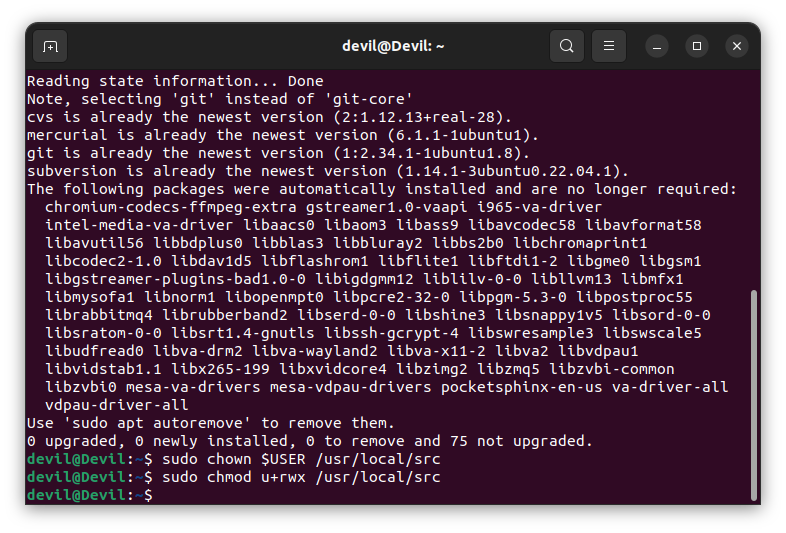 devil@Devil: ~
Reading state information... Done
Note, selecting 'git' instead of 'git-core'
cvs is already the newest version (2:1.12.13+real-28).
mercurial is already the newest version (6.1.1-1ubuntu1).
git is already the newest version (1:2.34.1-1ubuntu1.8).
subversion is already the newest version (1.14.1-3ubuntu0.22.04.1).
The following packages were automatically installed and are no longer required:
  chromium-codecs-ffmpeg-extra gstreamer1.0-vaapi i965-va-driver
  intel-media-va-driver libaacs0 libaom3 libass9 libavcodec58 libavformat58
  libavutil56 libbdplus0 libblas3 libbluray2 libbs2b0 libchromaprint1
  libcodec2-1.0 libdav1d5 libflashrom1 libflite1 libftdi1-2 libgme0 libgsm1
  libgstreamer-plugins-bad1.0-0 libigdgmm12 liblilv-0-0 libllvm13 libmfx1
  libmysofa1 libnorm1 libopenmpt0 libpcre2-32-0 libpgm-5.3-0 libpostproc55
  librabbitmq4 librubberband2 libserd-0-0 libshine3 libsnappy1v5 libsord-0-0
  libsratom-0-0 libsrt1.4-gnutls libssh-gcrypt-4 libswresample3 libswscale5
  libudfread0 libva-drm2 libva-wayland2 libva-x11-2 libva2 libvdpau1
  libvidstab1.1 libx265-199 libxvidcore4 libzimg2 libzmq5 libzvbi-common
  libzvbi0 mesa-va-drivers mesa-vdpau-drivers pocketsphinx-en-us va-driver-all
  vdpau-driver-all
Use 'sudo apt autoremove' to remove them.
0 upgraded, 0 newly installed, 0 to remove and 75 not upgraded.
devil@Devil:~$ sudo chown $USER /usr/local/src
devil@Devil:~$ sudo chmod u+rwx /usr/local/src
devil@Devil:~$